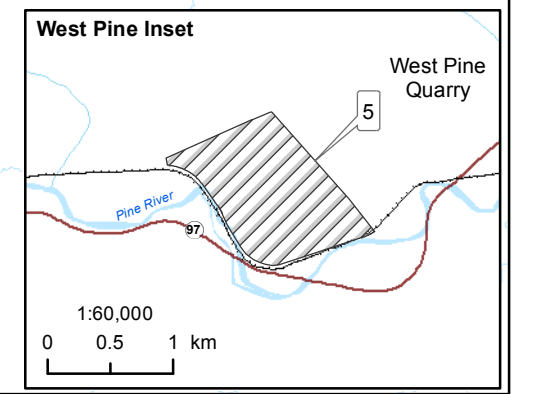 West Pine Inset
West Pine
Quarry
5
Pine River
97
1:60,000
0 0.5 1 km